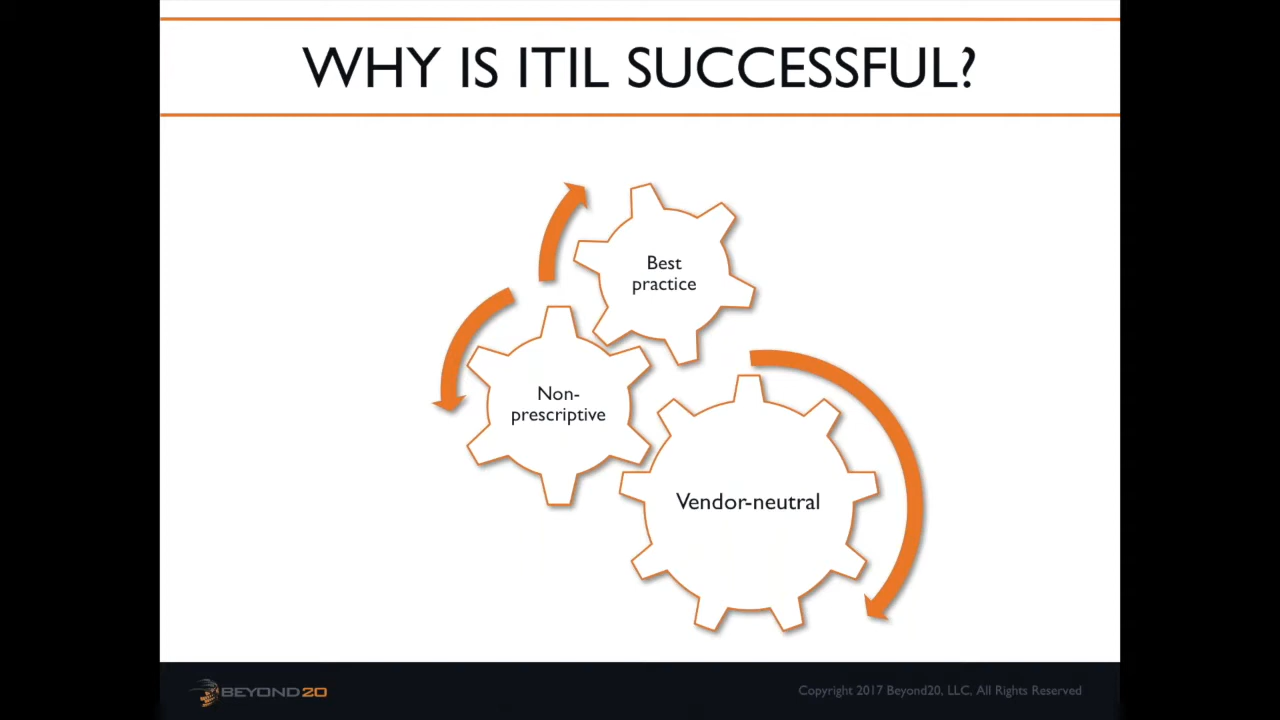 WHY IS ITIL SUCCESSFUL?
Best
practice
Non-
prescriptive
Vendor-neutral
BEYOND20
Copyright 2017 Beyond20, LLC, All Rights Reserved